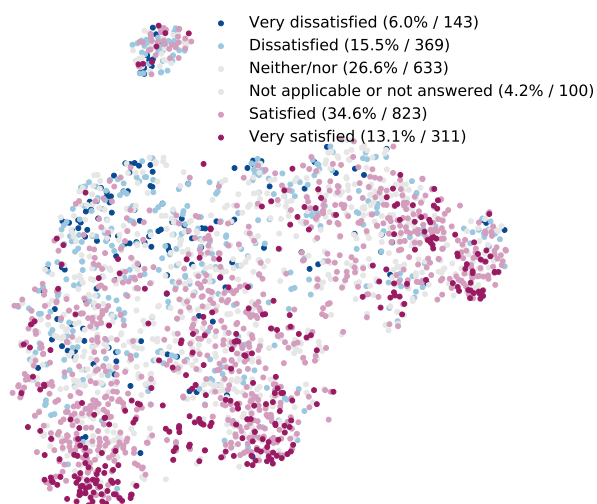 Very dissatisfied (6.0% / 143)
Dissatisfied (15.5% / 369)
Neither/nor (26.6% / 633)
Not applicable or not answered (4.2% / 100)
Satisfied (34.6% / 823)
Very satisfied (13.1% / 311)